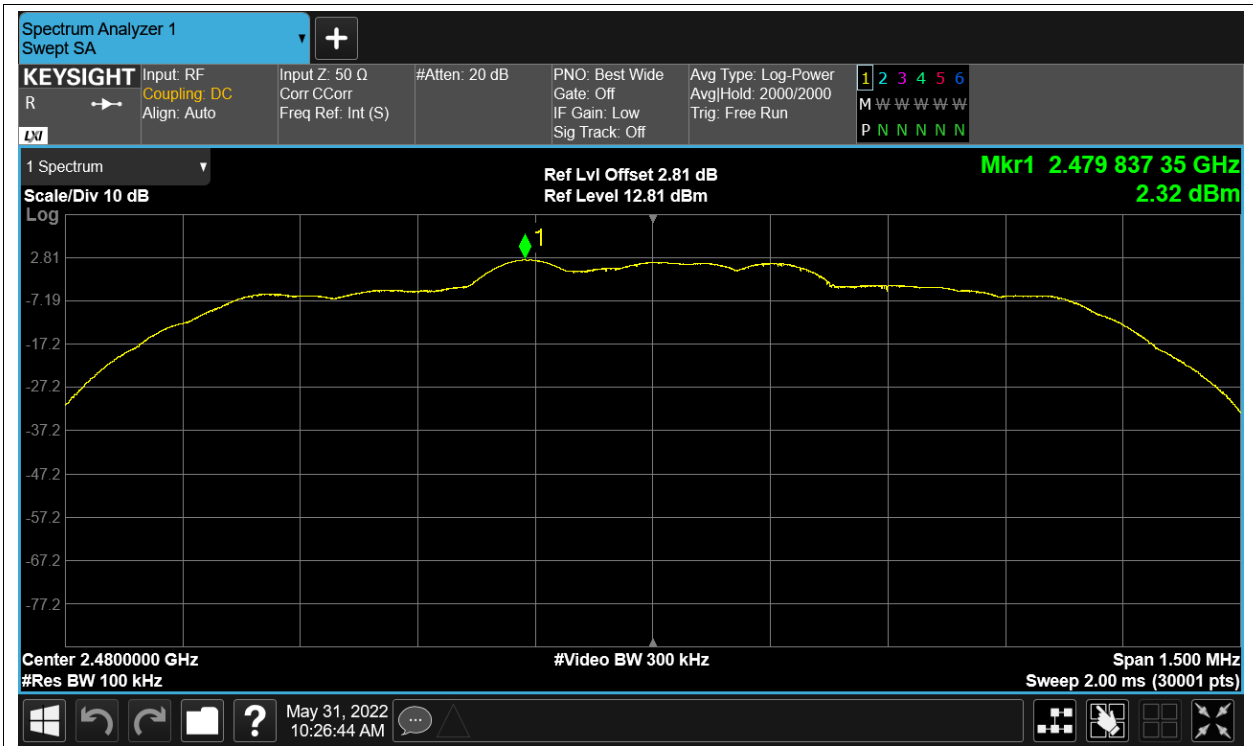 Spectrum Analyzer 1
Swept SA
KEYSIGHT
R
LXI
Input: RF
Coupling: DC
Align: Auto
Input Z: 50 Ω
Corr CCorr
Freq Ref: Int (S)
#Atten: 20 dB
PNO: Best Wide
Gate: Off
IF Gain: Low
Sig Track: Off
Avg Type: Log-Power
Avg|Hold: 2000/2000
Trig: Free Run
1 2 3 4 5 6
M W W W W W
P N N N N N
1 Spectrum
Scale/Div 10 dB
Log
Ref Lvl Offset 2.81 dB
Ref Level 12.81 dBm
Mkr1 2.479 837 35 GHz
2.32 dBm
1
2.81
-7.19
-17.2
-27.2
-37.2
-47.2
-57.2
-67.2
-77.2
Center 2.4800000 GHz
#Res BW 100 kHz
#Video BW 300 kHz
Span 1.500 MHz
Sweep 2.00 ms (30001 pts)
?
May 31, 2022
10:26:44 AM